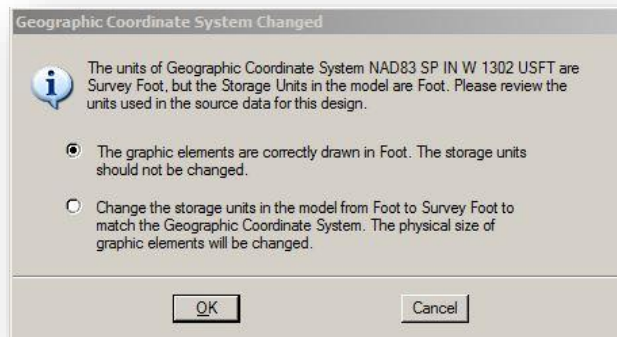 Geographic Coordinate System Changed
The units of Geographic Coordinate System NAD83 SP IN W 1302 USFT are
Survey Foot, but the Storage Units in the model are Foot. Please review the
units used in the source data for this design.
The graphic elements are correctly drawn in Foot. The storage units
should not be changed.
Change the storage units in the model from Foot to Survey Foot to
match the Geographic Coordinate System. The physical size of
graphic elements will be changed.
OK
Cancel